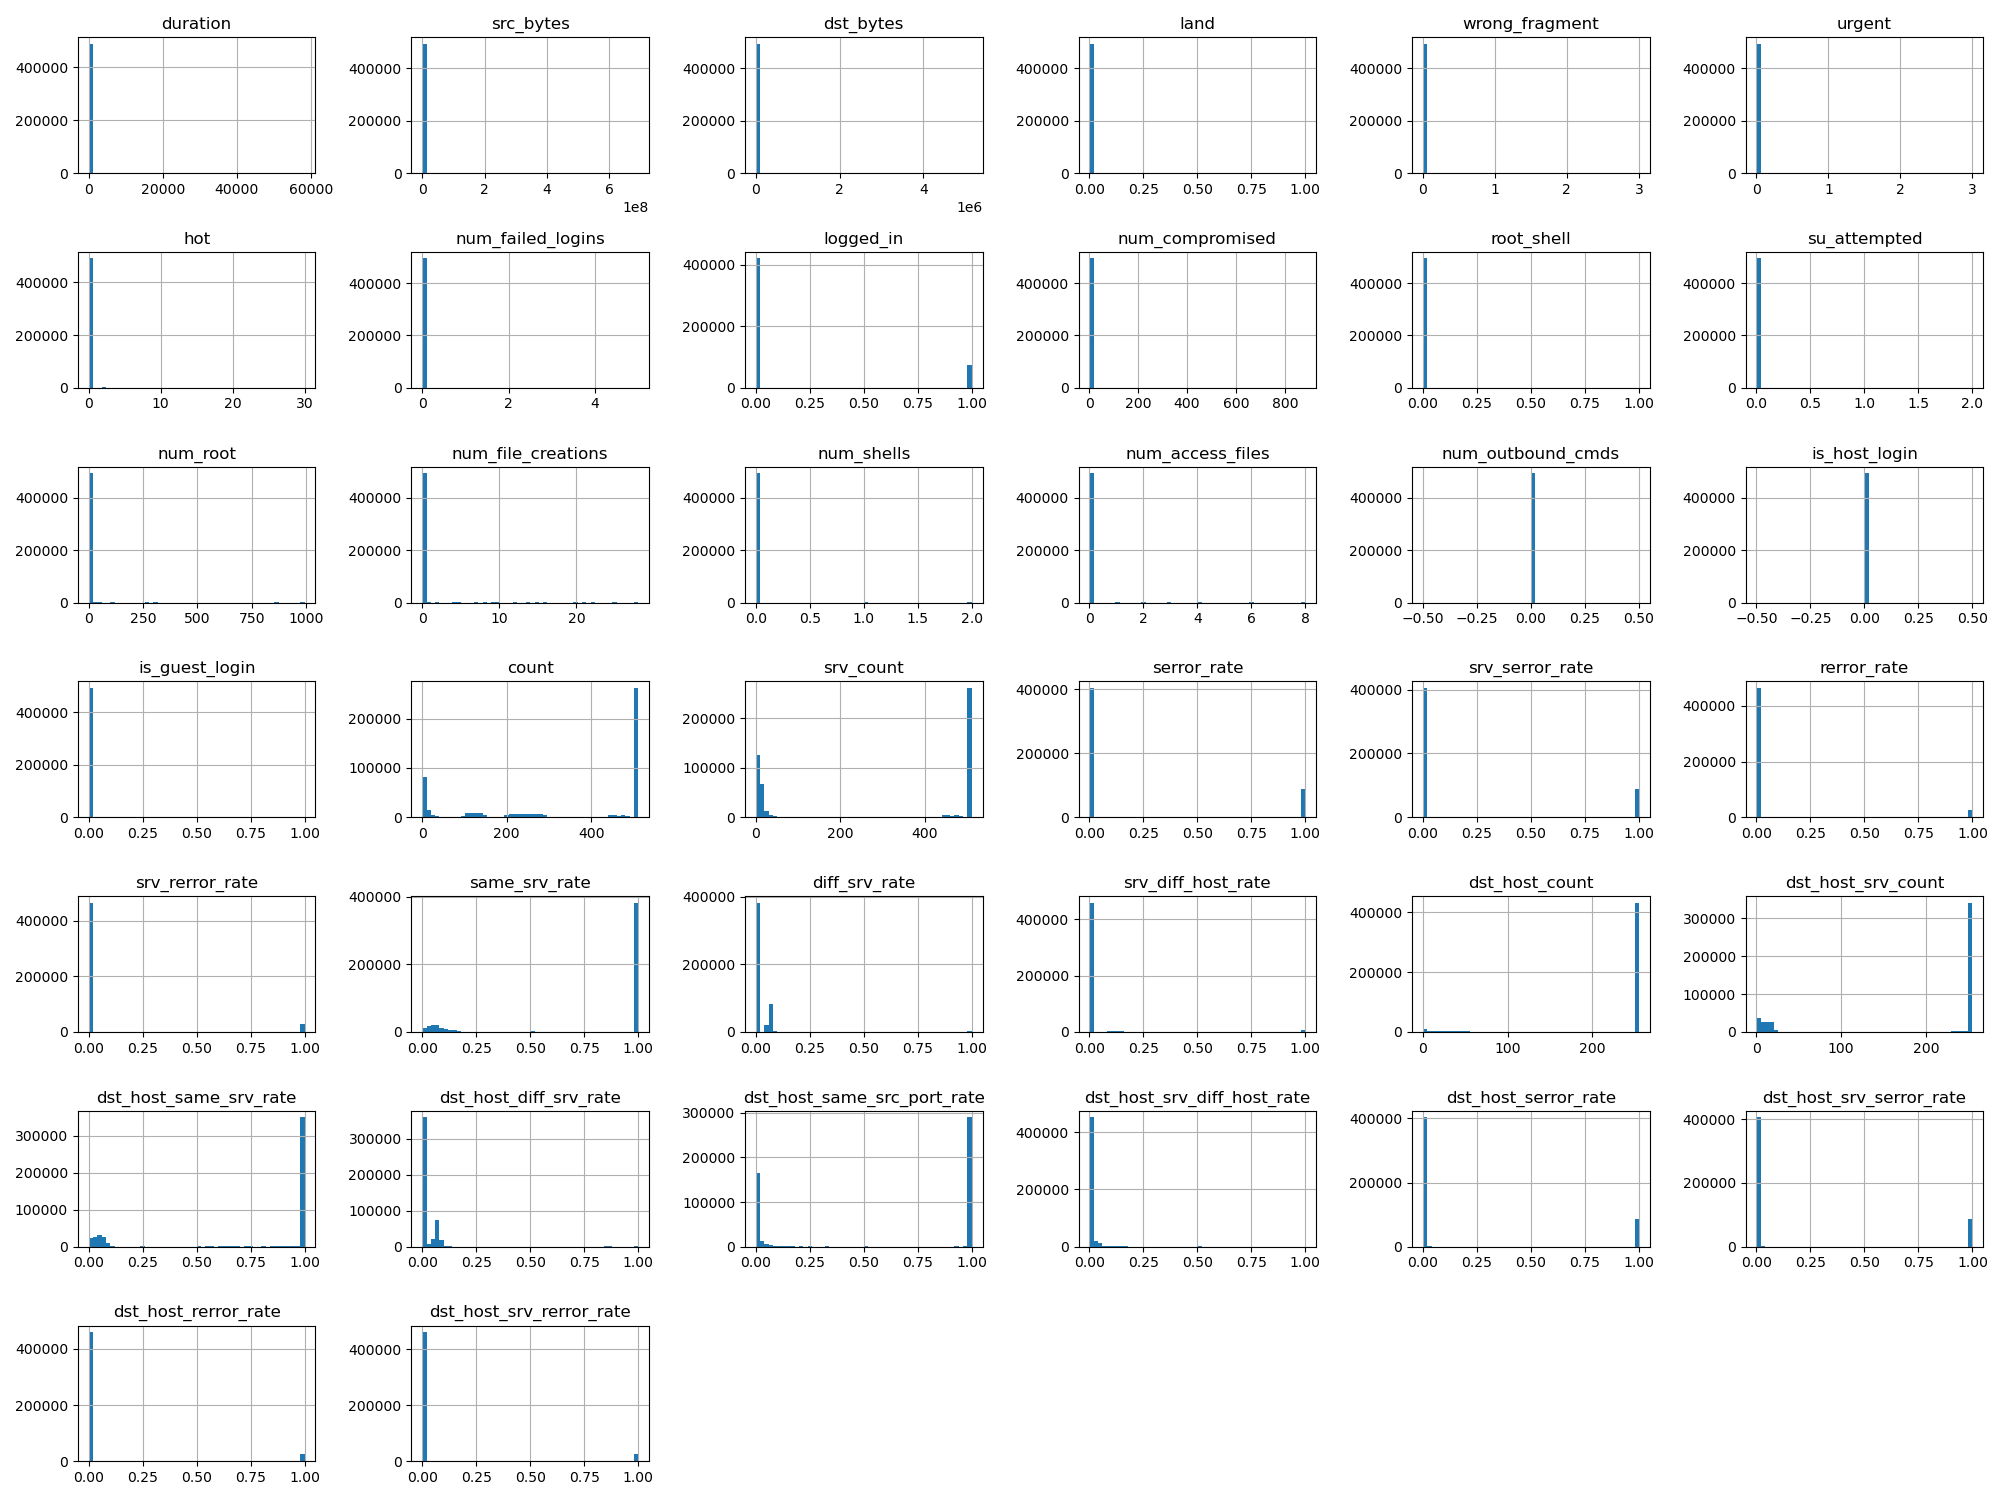 duration
400000
200000
0
0 20000 40000 60000
src_bytes
400000
200000
0
0 2 4 6
1e8
dst_bytes
400000
200000
0
0 2 4
1e6
land
400000
200000
0
0.00 0.25 0.50 0.75 1.00
wrong_fragment
400000
200000
0
0 1 2 3
urgent
400000
200000
0
0 1 2 3
hot
400000
200000
0
0 10 20 30
num_failed_logins
400000
200000
0
0 2 4
logged_in
400000
200000
0
0.00 0.25 0.50 0.75 1.00
num_compromised
400000
200000
0
0 200 400 600 800
root_shell
400000
200000
0
0.00 0.25 0.50 0.75 1.00
su_attempted
400000
200000
0
0.0 0.5 1.0 1.5 2.0
num_root
400000
200000
0
0 250 500 750 1000
num_file_creations
400000
200000
0
0 10 20
num_shells
400000
200000
0
0.0 0.5 1.0 1.5 2.0
num_access_files
400000
200000
0
0 2 4 6 8
num_outbound_cmds
400000
200000
0
−0.50 −0.25 0.00 0.25 0.50
is_host_login
400000
200000
0
−0.50 −0.25 0.00 0.25 0.50
is_guest_login
400000
200000
0
0.00 0.25 0.50 0.75 1.00
count
200000
100000
0
0 200 400
srv_count
200000
100000
0
0 200 400
serror_rate
400000
200000
0
0.00 0.25 0.50 0.75 1.00
srv_serror_rate
400000
200000
0
0.00 0.25 0.50 0.75 1.00
rerror_rate
400000
200000
0
0.00 0.25 0.50 0.75 1.00
srv_rerror_rate
400000
200000
0
0.00 0.25 0.50 0.75 1.00
same_srv_rate
400000
200000
0
0.00 0.25 0.50 0.75 1.00
diff_srv_rate
400000
200000
0
0.00 0.25 0.50 0.75 1.00
srv_diff_host_rate
400000
200000
0
0.00 0.25 0.50 0.75 1.00
dst_host_count
400000
200000
0
0 100 200
dst_host_srv_count
300000
200000
100000
0
0 100 200
dst_host_same_srv_rate
300000
200000
100000
0
0.00 0.25 0.50 0.75 1.00
dst_host_diff_srv_rate
300000
200000
100000
0
0.00 0.25 0.50 0.75 1.00
dst_host_same_src_port_rate
300000
200000
100000
0
0.00 0.25 0.50 0.75 1.00
dst_host_srv_diff_host_rate
400000
200000
0
0.00 0.25 0.50 0.75 1.00
dst_host_serror_rate
400000
200000
0
0.00 0.25 0.50 0.75 1.00
dst_host_srv_serror_rate
400000
200000
0
0.00 0.25 0.50 0.75 1.00
dst_host_rerror_rate
400000
200000
0
0.00 0.25 0.50 0.75 1.00
dst_host_srv_rerror_rate
400000
200000
0
0.00 0.25 0.50 0.75 1.00